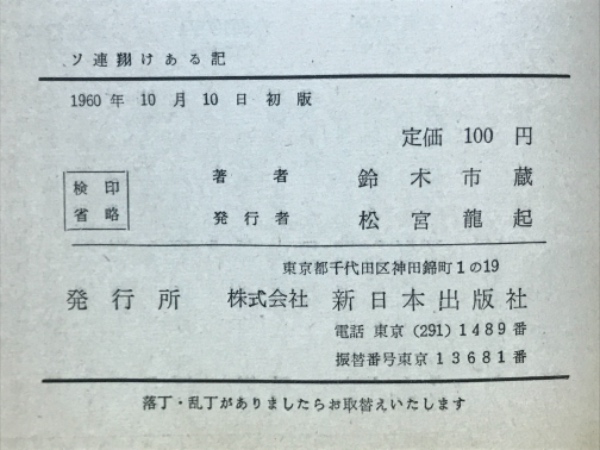 ソ連翔けある記
1960年 10月10日 初版
定価 100円
検印省略
著者 鈴木市蔵
発行者 松宮龍起
東京都千代田区神田錦町1の19
発行所 株式会社 新日本出版社
電話 東京 (291) 1489番
振替番号東京 13681番
落丁・乱丁がありましたらお取替えいたします